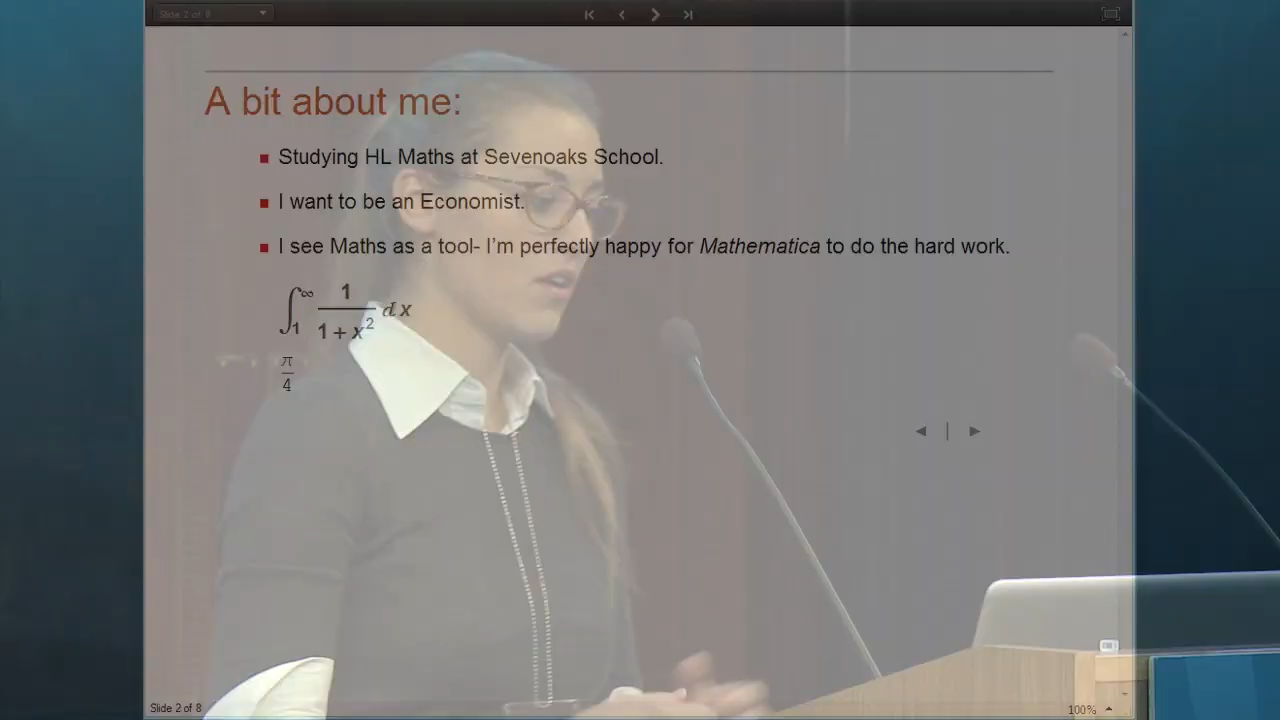 Slide 2 of 8
A bit about me:
Studying HL Maths at Sevenoaks School.
I want to be an Economist.
I see Maths as a tool- I'm perfectly happy for Mathematica to do the hard work.
∫₁^∞ 1/(1+x²) ⅆx
π/4
Slide 2 of 8
100%